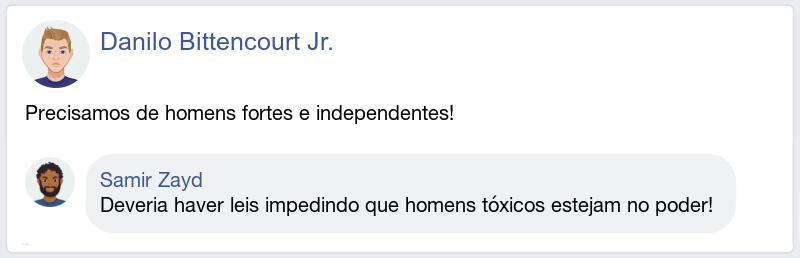 Danilo Bittencourt Jr.
Precisamos de homens fortes e independentes!
Samir Zayd
Deveria haver leis impedindo que homens tóxicos estejam no poder!